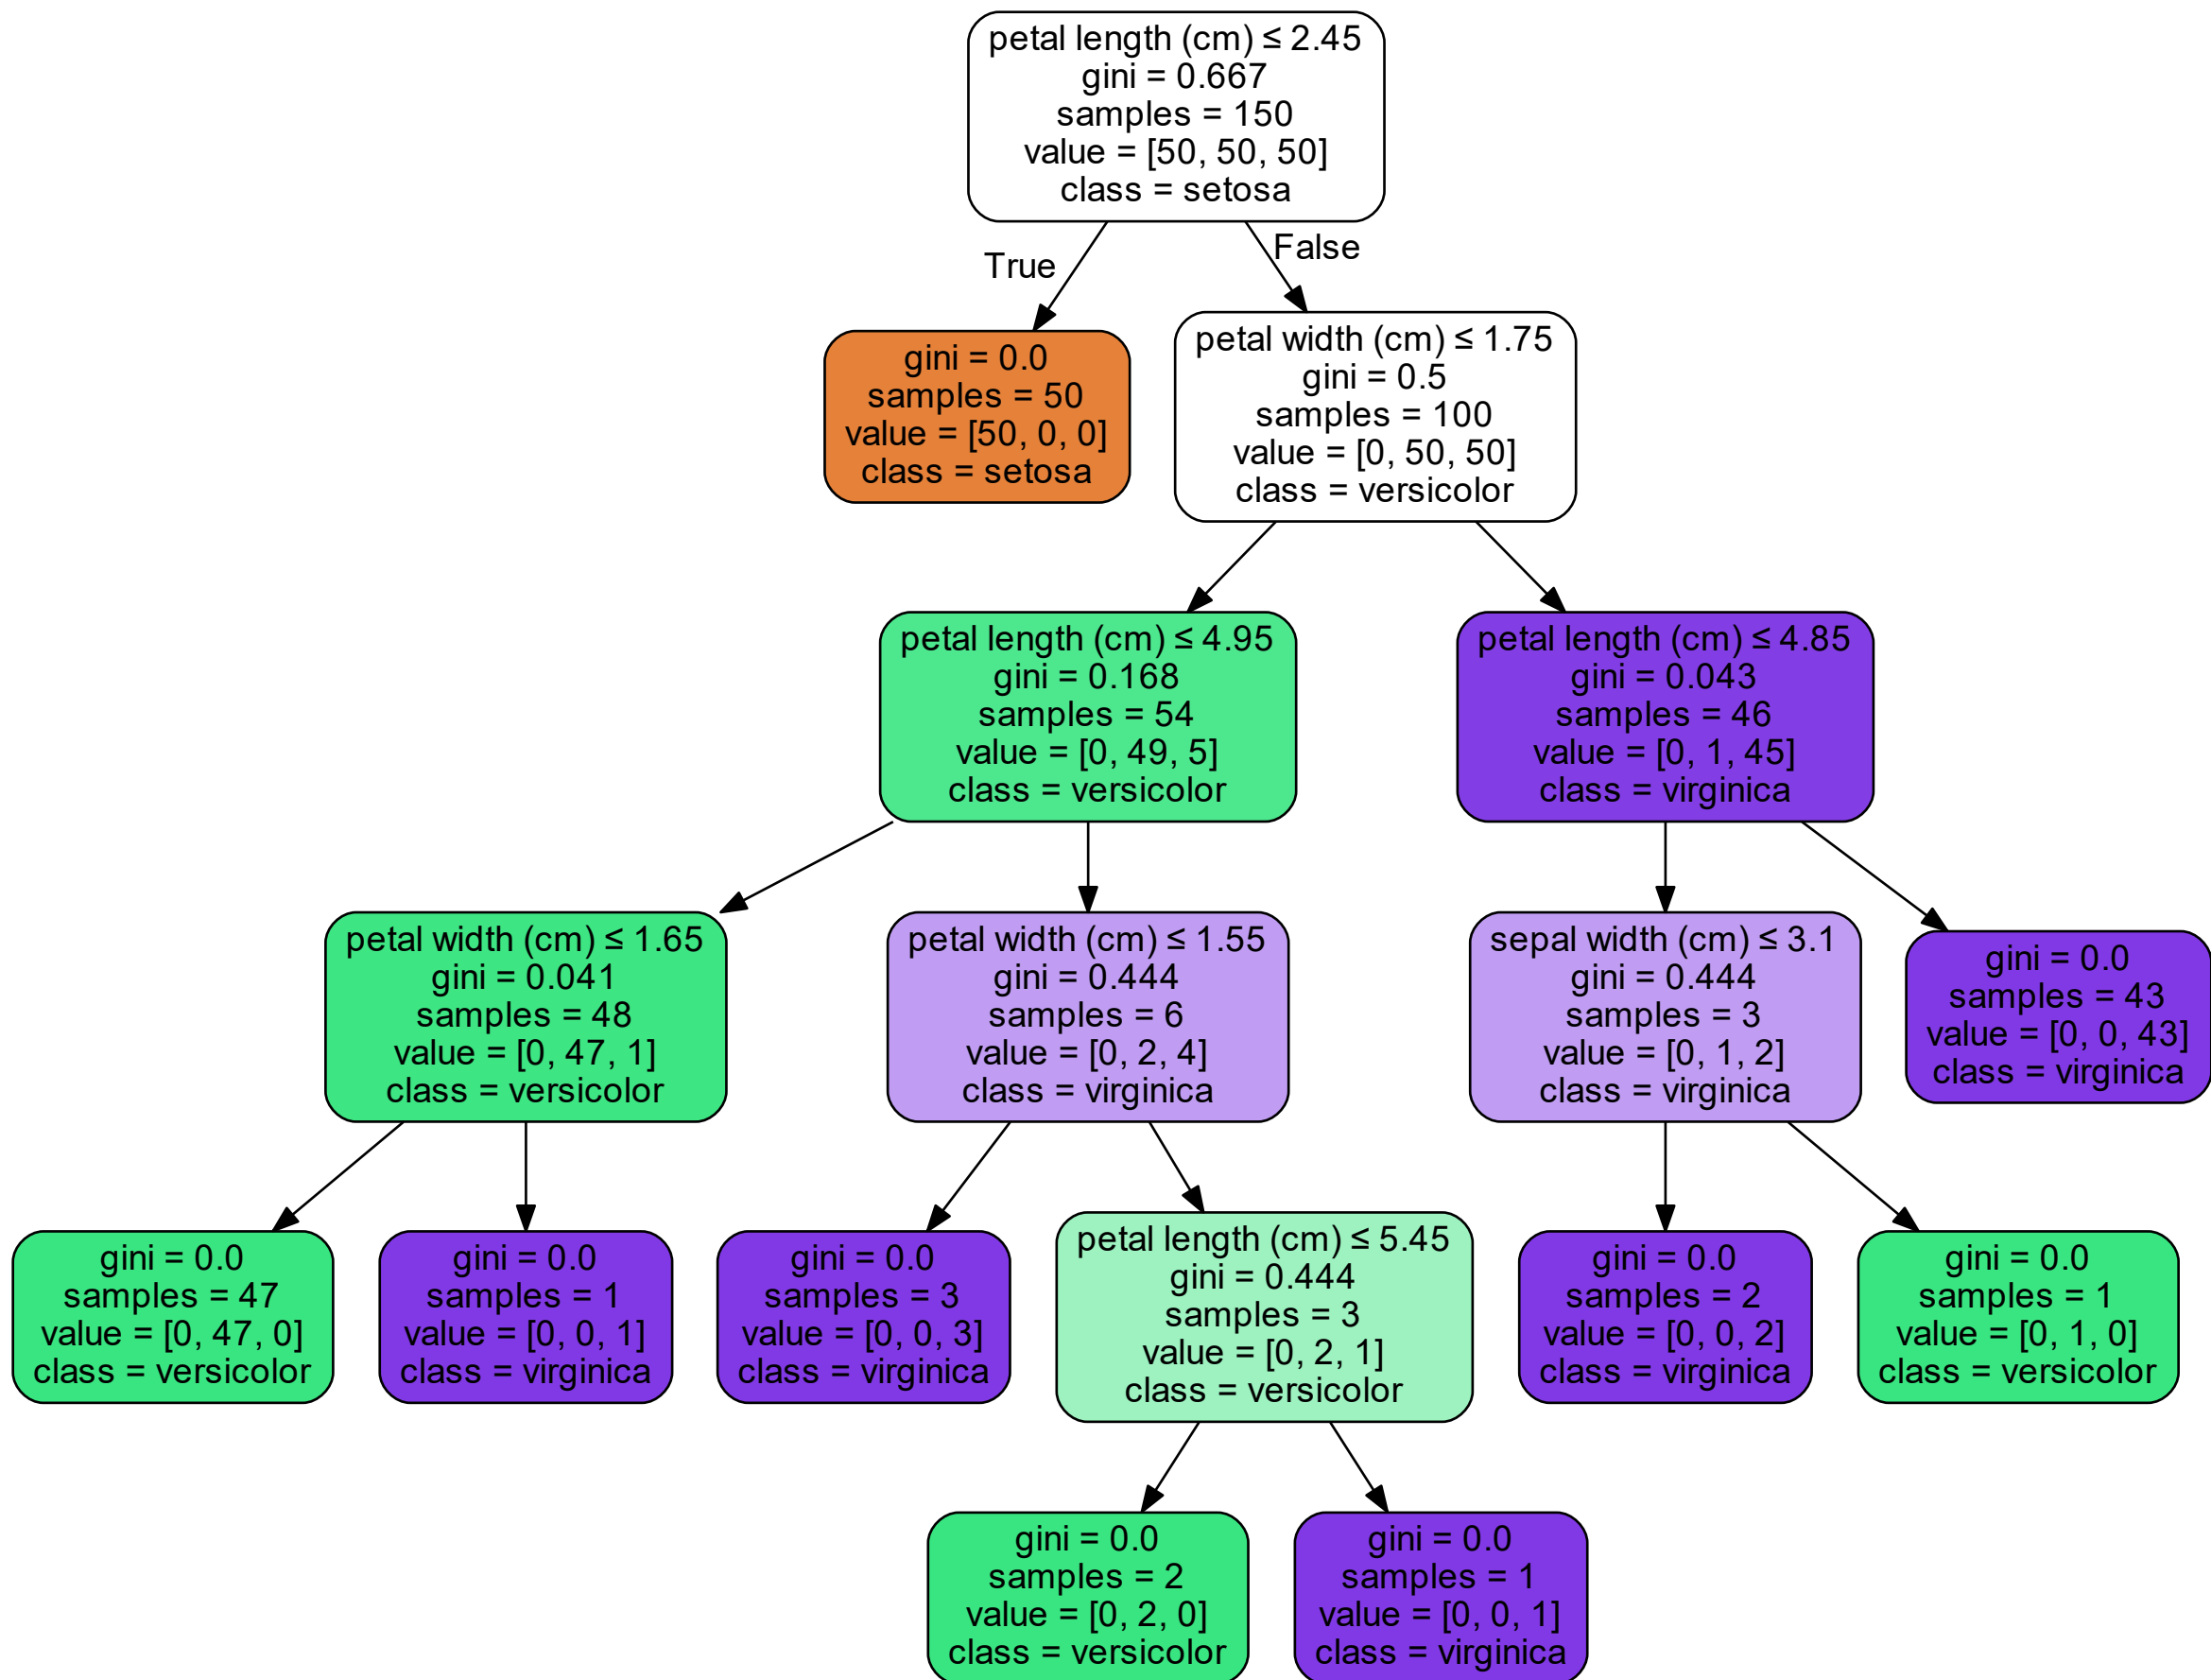 petal length (cm) ≤ 2.45
gini = 0.667
samples = 150
value = [50, 50, 50]
class = setosa
True
False
gini = 0.0
samples = 50
value = [50, 0, 0]
class = setosa
petal width (cm) ≤ 1.75
gini = 0.5
samples = 100
value = [0, 50, 50]
class = versicolor
petal length (cm) ≤ 4.95
gini = 0.168
samples = 54
value = [0, 49, 5]
class = versicolor
petal length (cm) ≤ 4.85
gini = 0.043
samples = 46
value = [0, 1, 45]
class = virginica
petal width (cm) ≤ 1.65
gini = 0.041
samples = 48
value = [0, 47, 1]
class = versicolor
petal width (cm) ≤ 1.55
gini = 0.444
samples = 6
value = [0, 2, 4]
class = virginica
sepal width (cm) ≤ 3.1
gini = 0.444
samples = 3
value = [0, 1, 2]
class = virginica
gini = 0.0
samples = 43
value = [0, 0, 43]
class = virginica
gini = 0.0
samples = 47
value = [0, 47, 0]
class = versicolor
gini = 0.0
samples = 1
value = [0, 0, 1]
class = virginica
gini = 0.0
samples = 3
value = [0, 0, 3]
class = virginica
petal length (cm) ≤ 5.45
gini = 0.444
samples = 3
value = [0, 2, 1]
class = versicolor
gini = 0.0
samples = 2
value = [0, 0, 2]
class = virginica
gini = 0.0
samples = 1
value = [0, 1, 0]
class = versicolor
gini = 0.0
samples = 2
value = [0, 2, 0]
class = versicolor
gini = 0.0
samples = 1
value = [0, 0, 1]
class = virginica